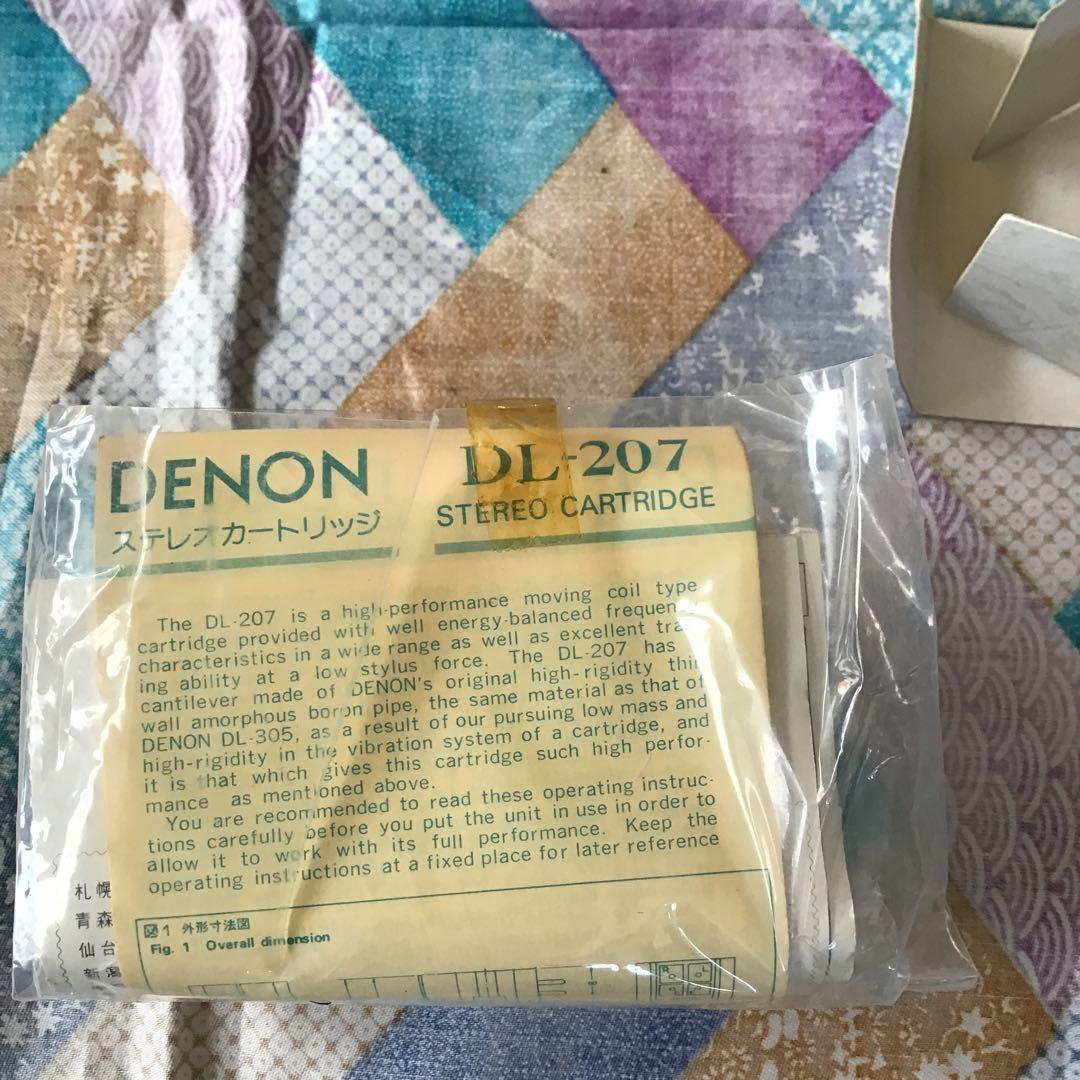 DENON
ステレオカートリッジ
DL-207
STEREO CARTRIDGE
The DL-207 is a high-performance moving coil type
cartridge provided with well energy-balanced
characteristics in a wide range as well as excellent
ing ability at a low stylus force. The DL-207 has
cantilever made of DENON's original high-rigidity
wall amorphous boron pipe, the same material as that of
DENON DL-305, as a result of our pursuing low mass and
high-rigidity in the vibration system of a cartridge, and
it is that which gives this cartridge such high perfor-
mance as mentioned above.
You are recommended to read these operating instruc-
tions carefully before you put the unit in use in order to
allow it to work with its full performance. Keep the
operating instructions at a fixed place for later reference
図1 外形寸法図
Fig. 1 Overall dimension
R L
札幌
青森
仙台
新潟